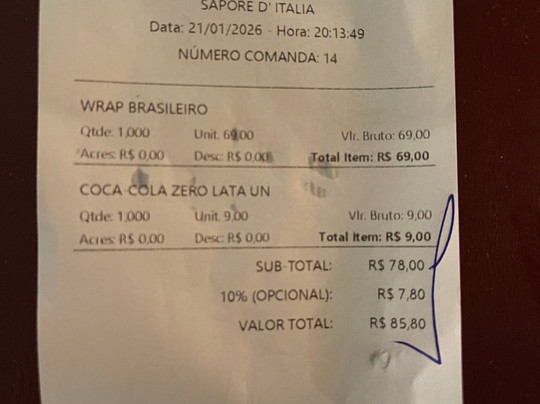 SAPORE D' ITALIA
Data: 21/01/2026 - Hora: 20:13:49
NÚMERO COMANDA: 14
WRAP BRASILEIRO
Qtde: 1,000 Unit. 69,00 Vlr. Bruto: 69,00
Acres: R$ 0,00 Desc: R$ 0,00 Total Item: R$ 69,00
COCA COLA ZERO LATA UN
Qtde: 1,000 Unit. 9,00 Vlr. Bruto: 9,00
Acres: R$ 0,00 Desc: R$ 0,00 Total Item: R$ 9,00
SUB-TOTAL: R$ 78,00
10% (OPCIONAL): R$ 7,80
VALOR TOTAL: R$ 85,80